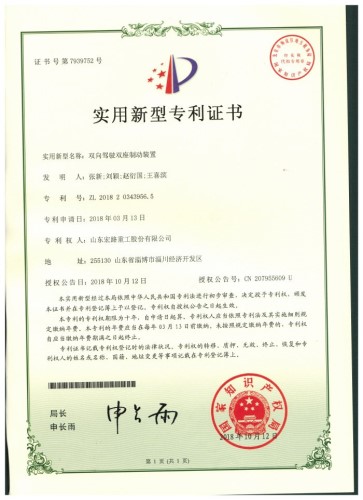 证书号第7939752号
实用新型专利证书
实用新型名称：双向驾驶双座制动装置
发明人：张新;刘颖;赵衍国;王喜滨
专利号：ZL 2018 2 0343956.5
专利申请日：2018年03月13日
专利权人：山东宏路重工股份有限公司
地址：255130 山东省淄博市淄川经济开发区
授权公告日：2018年10月12日 授权公告号：CN 207955609 U
本实用新型经过本局依照中华人民共和国专利法进行初步审查，决定授予专利权，颁发
本证书并在专利登记簿上予以登记。专利权自授权公告之日起生效。
本专利的专利权期限为十年，自申请日起算。专利权人应当依照专利法及其实施细则规
定缴纳年费。本专利的年费应当在每年03月13日前缴纳。未按照规定缴纳年费的，专利权
自应当缴纳年费期满之日起终止。
专利证书记载专利权登记时的法律状况。专利权的转移、质押、无效、终止、恢复和专
利权人的姓名或名称、国籍、地址变更等事项记载在专利登记簿上。
局长
申长雨
申长雨
国家知识产权局
2018年10月12日
第 1 页 (共 1 页)